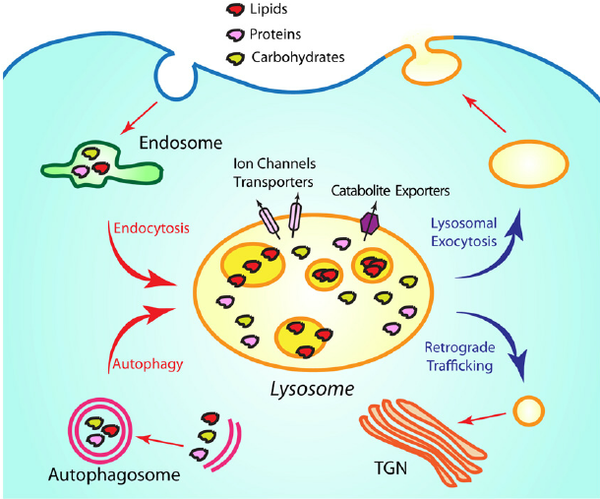 Lipids
Proteins
Carbohydrates
Endosome
Ion Channels
Transporters
Catabolite Exporters
Endocytosis
Lysosomal
Exocytosis
Autophagy
Retrograde
Trafficking
Lysosome
Autophagosome
TGN